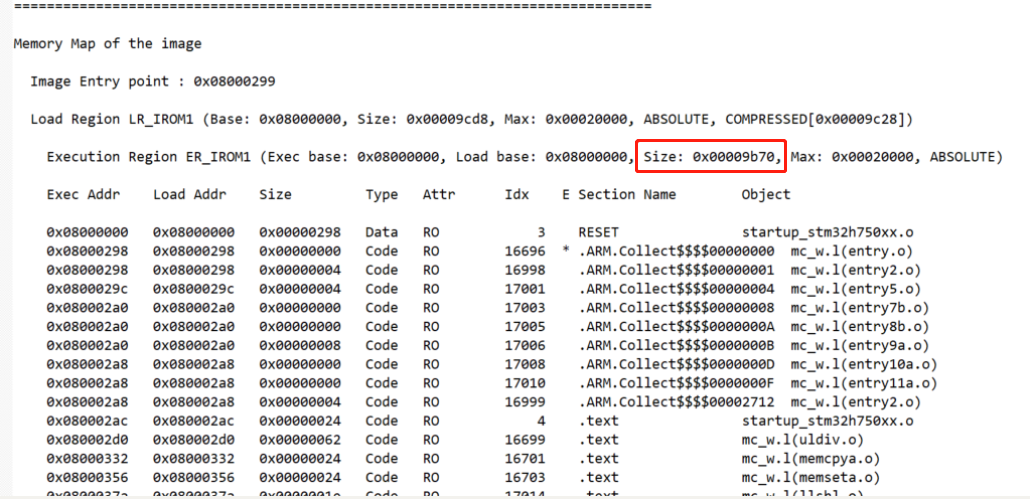 ==============================================================================
Memory Map of the image
Image Entry point : 0x08000299
Load Region LR_IROM1 (Base: 0x08000000, Size: 0x00009cd8, Max: 0x00020000, ABSOLUTE, COMPRESSED[0x00009c28])
Execution Region ER_IROM1 (Exec base: 0x08000000, Load base: 0x08000000, Size: 0x00009b70, Max: 0x00020000, ABSOLUTE)
Exec Addr Load Addr Size Type Attr Idx E Section Name Object
0x08000000 0x08000000 0x00000298 Data RO 3 RESET startup_stm32h750xx.o
0x08000298 0x08000298 0x00000000 Code RO 16696 * .ARM.Collect$$$$00000000 mc_w.l(entry.o)
0x08000298 0x08000298 0x00000004 Code RO 16998 .ARM.Collect$$$$00000001 mc_w.l(entry2.o)
0x0800029c 0x0800029c 0x00000004 Code RO 17001 .ARM.Collect$$$$00000004 mc_w.l(entry5.o)
0x080002a0 0x080002a0 0x00000000 Code RO 17003 .ARM.Collect$$$$00000008 mc_w.l(entry7b.o)
0x080002a0 0x080002a0 0x00000000 Code RO 17005 .ARM.Collect$$$$0000000A mc_w.l(entry8b.o)
0x080002a0 0x080002a0 0x00000008 Code RO 17006 .ARM.Collect$$$$0000000B mc_w.l(entry9a.o)
0x080002a8 0x080002a8 0x00000000 Code RO 17008 .ARM.Collect$$$$0000000D mc_w.l(entry10a.o)
0x080002a8 0x080002a8 0x00000000 Code RO 17010 .ARM.Collect$$$$0000000F mc_w.l(entry11a.o)
0x080002a8 0x080002a8 0x00000004 Code RO 16999 .ARM.Collect$$$$00002712 mc_w.l(entry2.o)
0x080002ac 0x080002ac 0x00000024 Code RO 4 .text startup_stm32h750xx.o
0x080002d0 0x080002d0 0x00000062 Code RO 16699 .text mc_w.l(uldiv.o)
0x08000332 0x08000332 0x00000024 Code RO 16701 .text mc_w.l(memcpya.o)
0x08000356 0x08000356 0x00000024 Code RO 16703 .text mc_w.l(memseta.o)
0x0800037a 0x0800037a 0x0000001e Code RO 17014 .text mc_w.l(llshl.o)